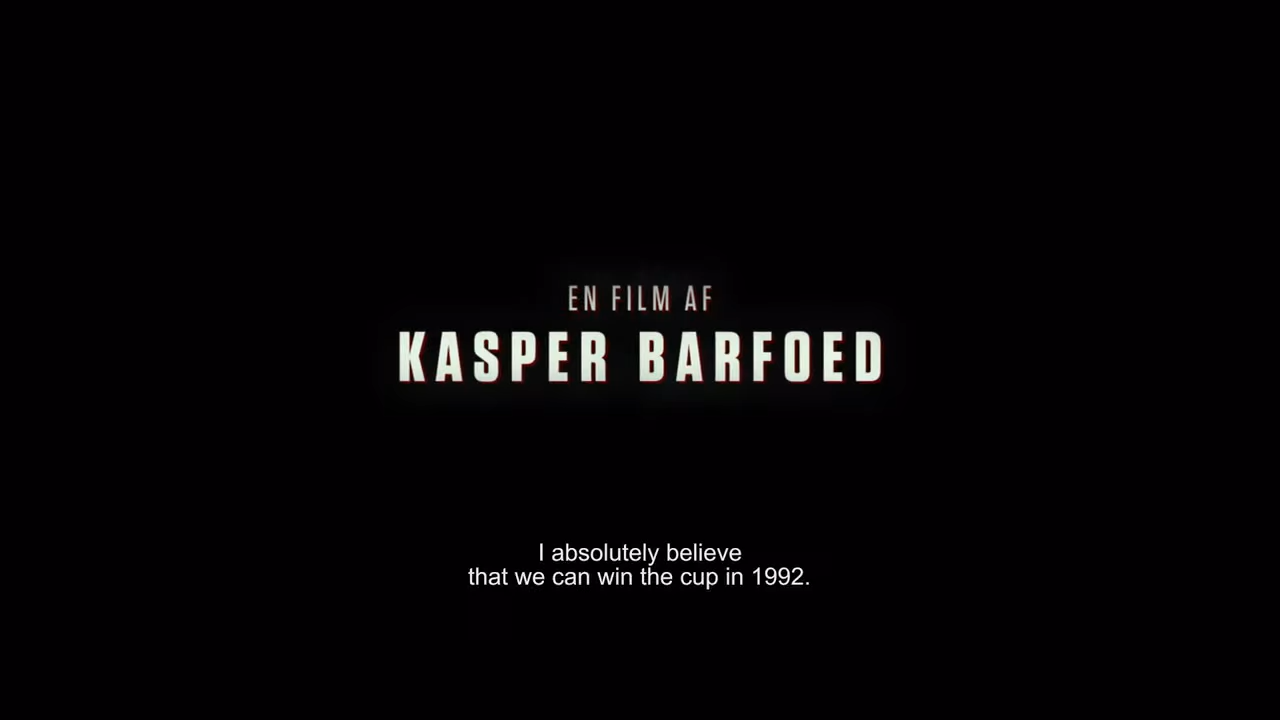 EN FILM AF
KASPER BARFOED
I absolutely believe
that we can win the cup in 1992.